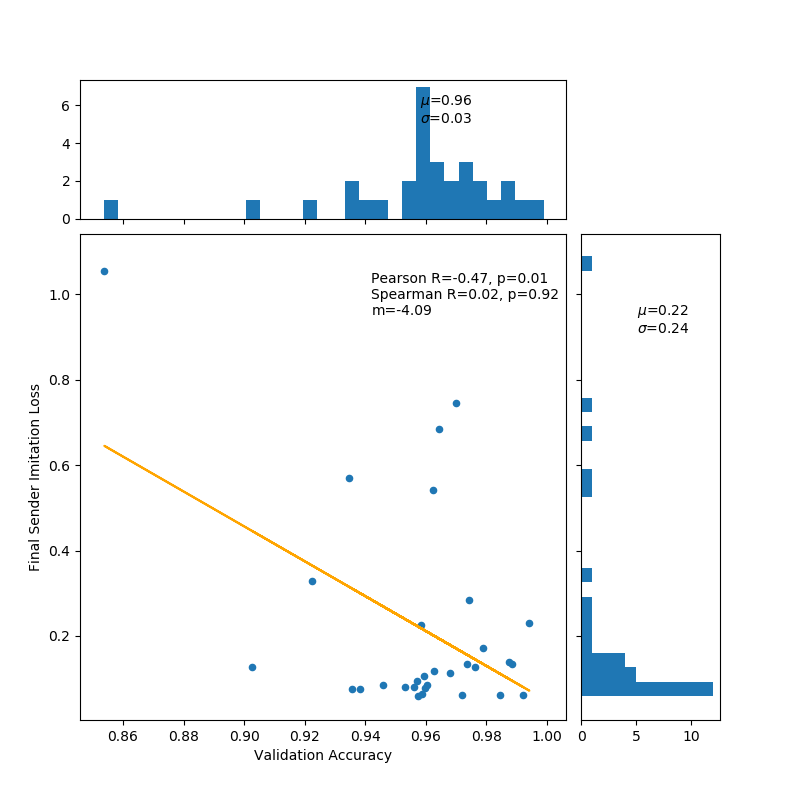 6
4
2
0
μ=0.96
σ=0.03
Final Sender Imitation Loss
1.0
0.8
0.6
0.4
0.2
Pearson R=-0.47, p=0.01
Spearman R=0.02, p=0.92
m=-4.09
μ=0.22
σ=0.24
0.86 0.88 0.90 0.92 0.94 0.96 0.98 1.00
0 5 10
Validation Accuracy